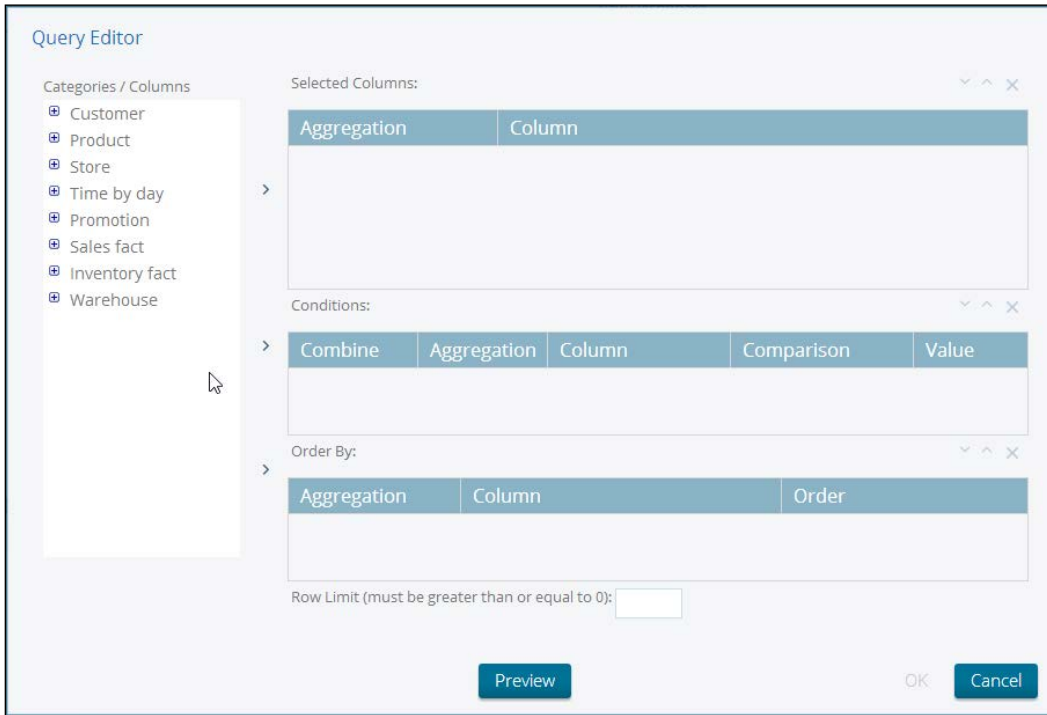 Query Editor
Categories / Columns
Customer
Product
Store
Time by day
Promotion
Sales fact
Inventory fact
Warehouse
Selected Columns:
Aggregation Column
Conditions:
Combine Aggregation Column Comparison Value
Order By:
Aggregation Column Order
Row Limit (must be greater than or equal to 0):
Preview OK Cancel